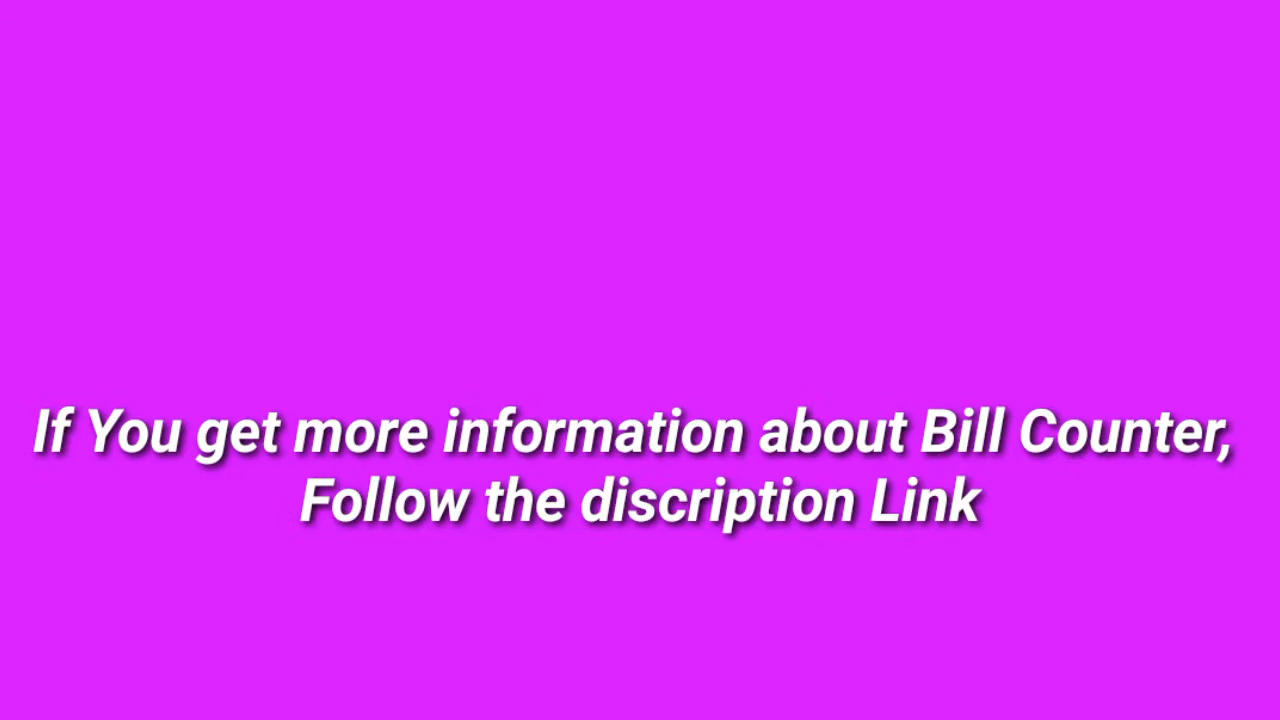 If You get more information about Bill Counter,
Follow the discription Link